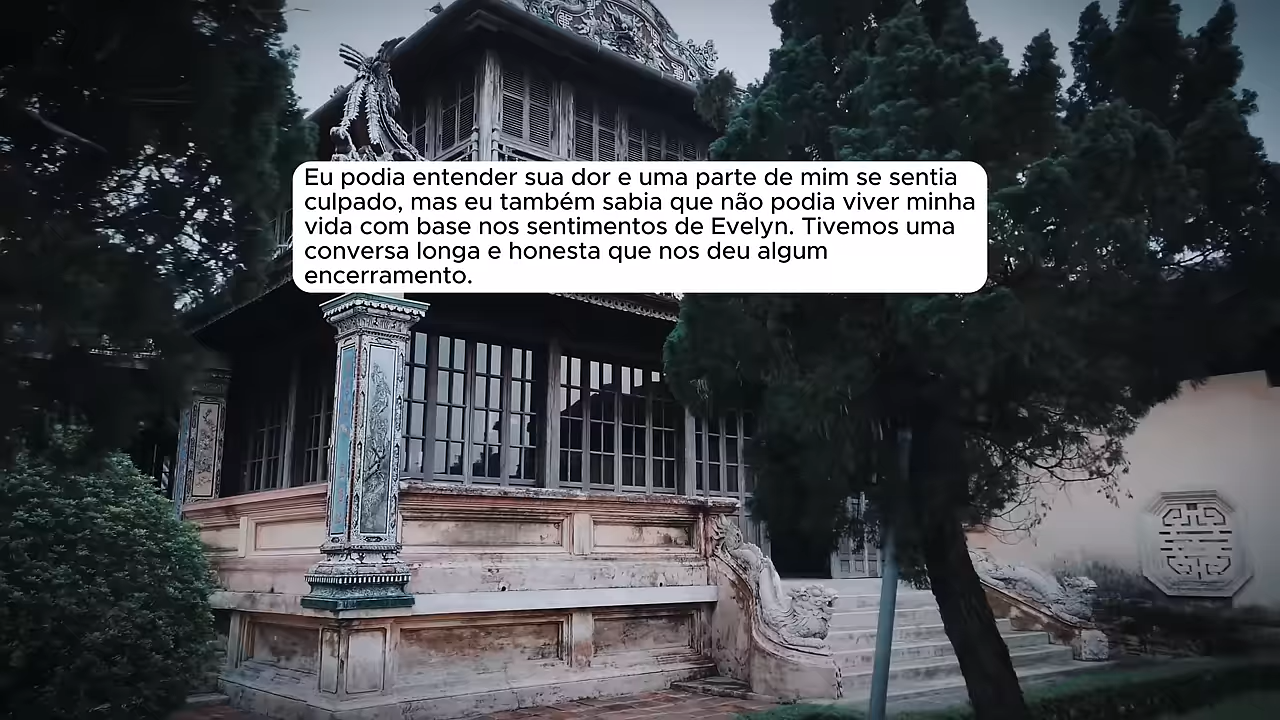 Eu podia entender sua dor e uma parte de mim se sentia
culpado, mas eu também sabia que não podia viver minha
vida com base nos sentimentos de Evelyn. Tivemos uma
conversa longa e honesta que nos deu algum
encerramento.